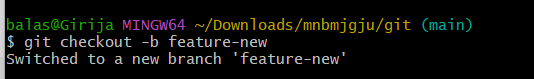 balas@Girija MINGW64 ~/Downloads/mnbmjgju/git (main)
$ git checkout -b feature-new
Switched to a new branch 'feature-new'